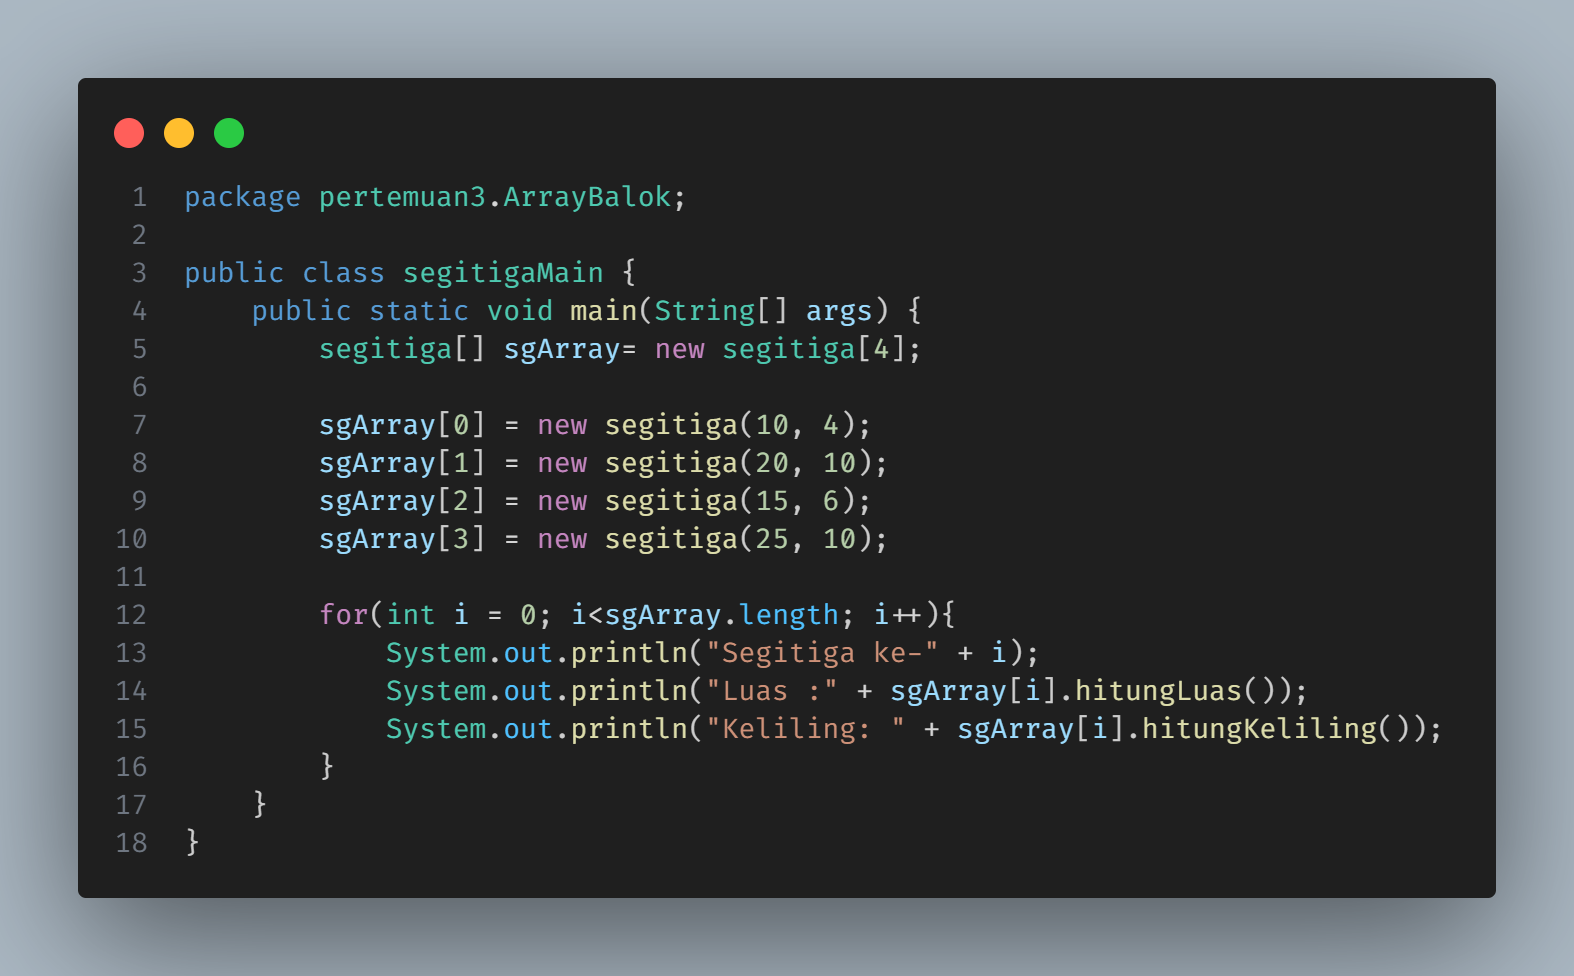 1 package pertemuan3.ArrayBalok;
2
3 public class segitigaMain {
4     public static void main(String[] args) {
5         segitiga[] sgArray= new segitiga[4];
6
7         sgArray[0] = new segitiga(10, 4);
8         sgArray[1] = new segitiga(20, 10);
9         sgArray[2] = new segitiga(15, 6);
10         sgArray[3] = new segitiga(25, 10);
11
12         for(int i = 0; i<sgArray.length; i++){
13             System.out.println("Segitiga ke-" + i);
14             System.out.println("Luas :" + sgArray[i].hitungLuas());
15             System.out.println("Keliling: " + sgArray[i].hitungKeliling());
16         }
17     }
18 }